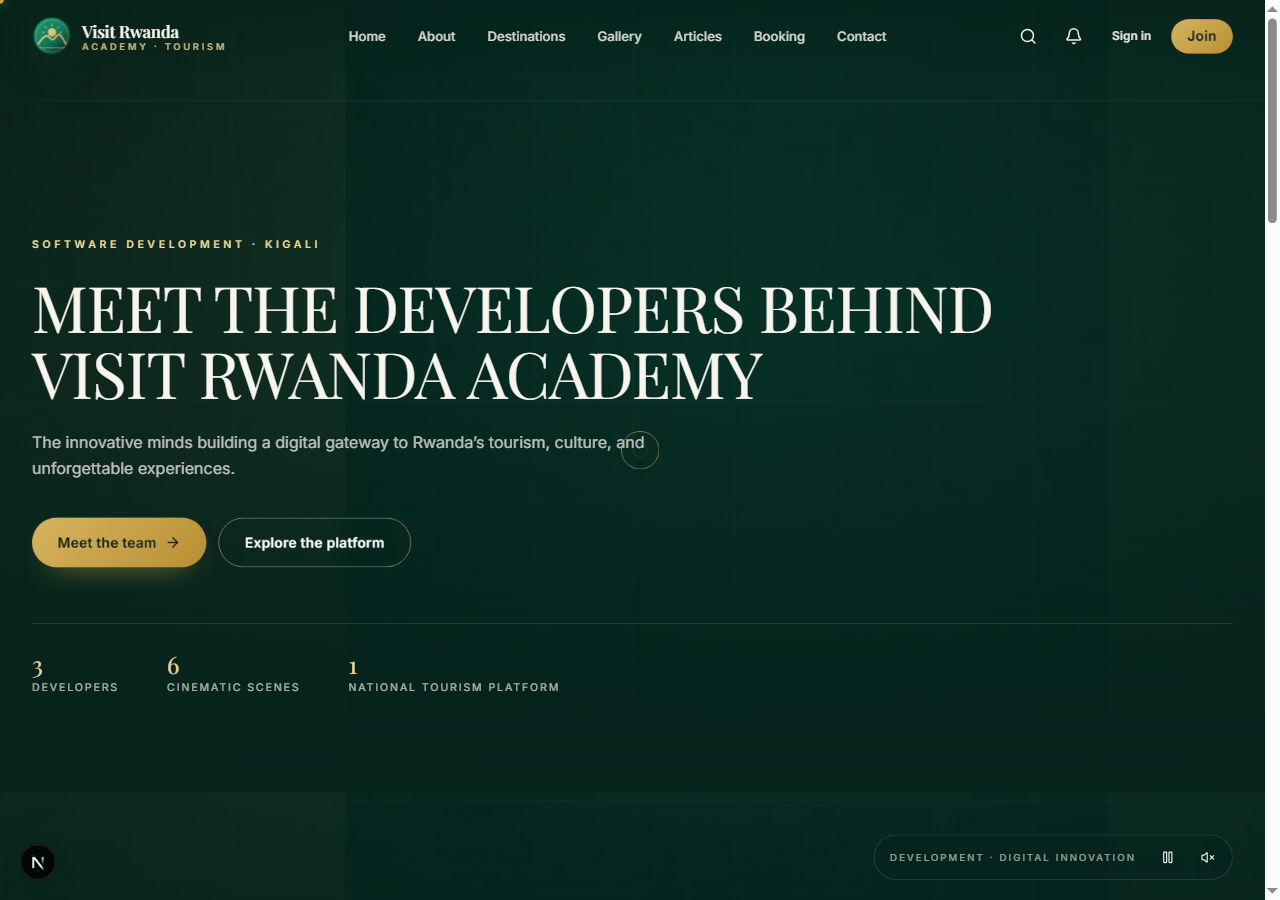 Visit Rwanda
ACADEMY · TOURISM
Home
About
Destinations
Gallery
Articles
Booking
Contact
Sign in
Join
SOFTWARE DEVELOPMENT · KIGALI
MEET THE DEVELOPERS BEHIND
VISIT RWANDA ACADEMY
The innovative minds building a digital gateway to Rwanda’s tourism, culture, and
unforgettable experiences.
Meet the team
Explore the platform
3
DEVELOPERS
6
CINEMATIC SCENES
1
NATIONAL TOURISM PLATFORM
N
DEVELOPMENT · DIGITAL INNOVATION